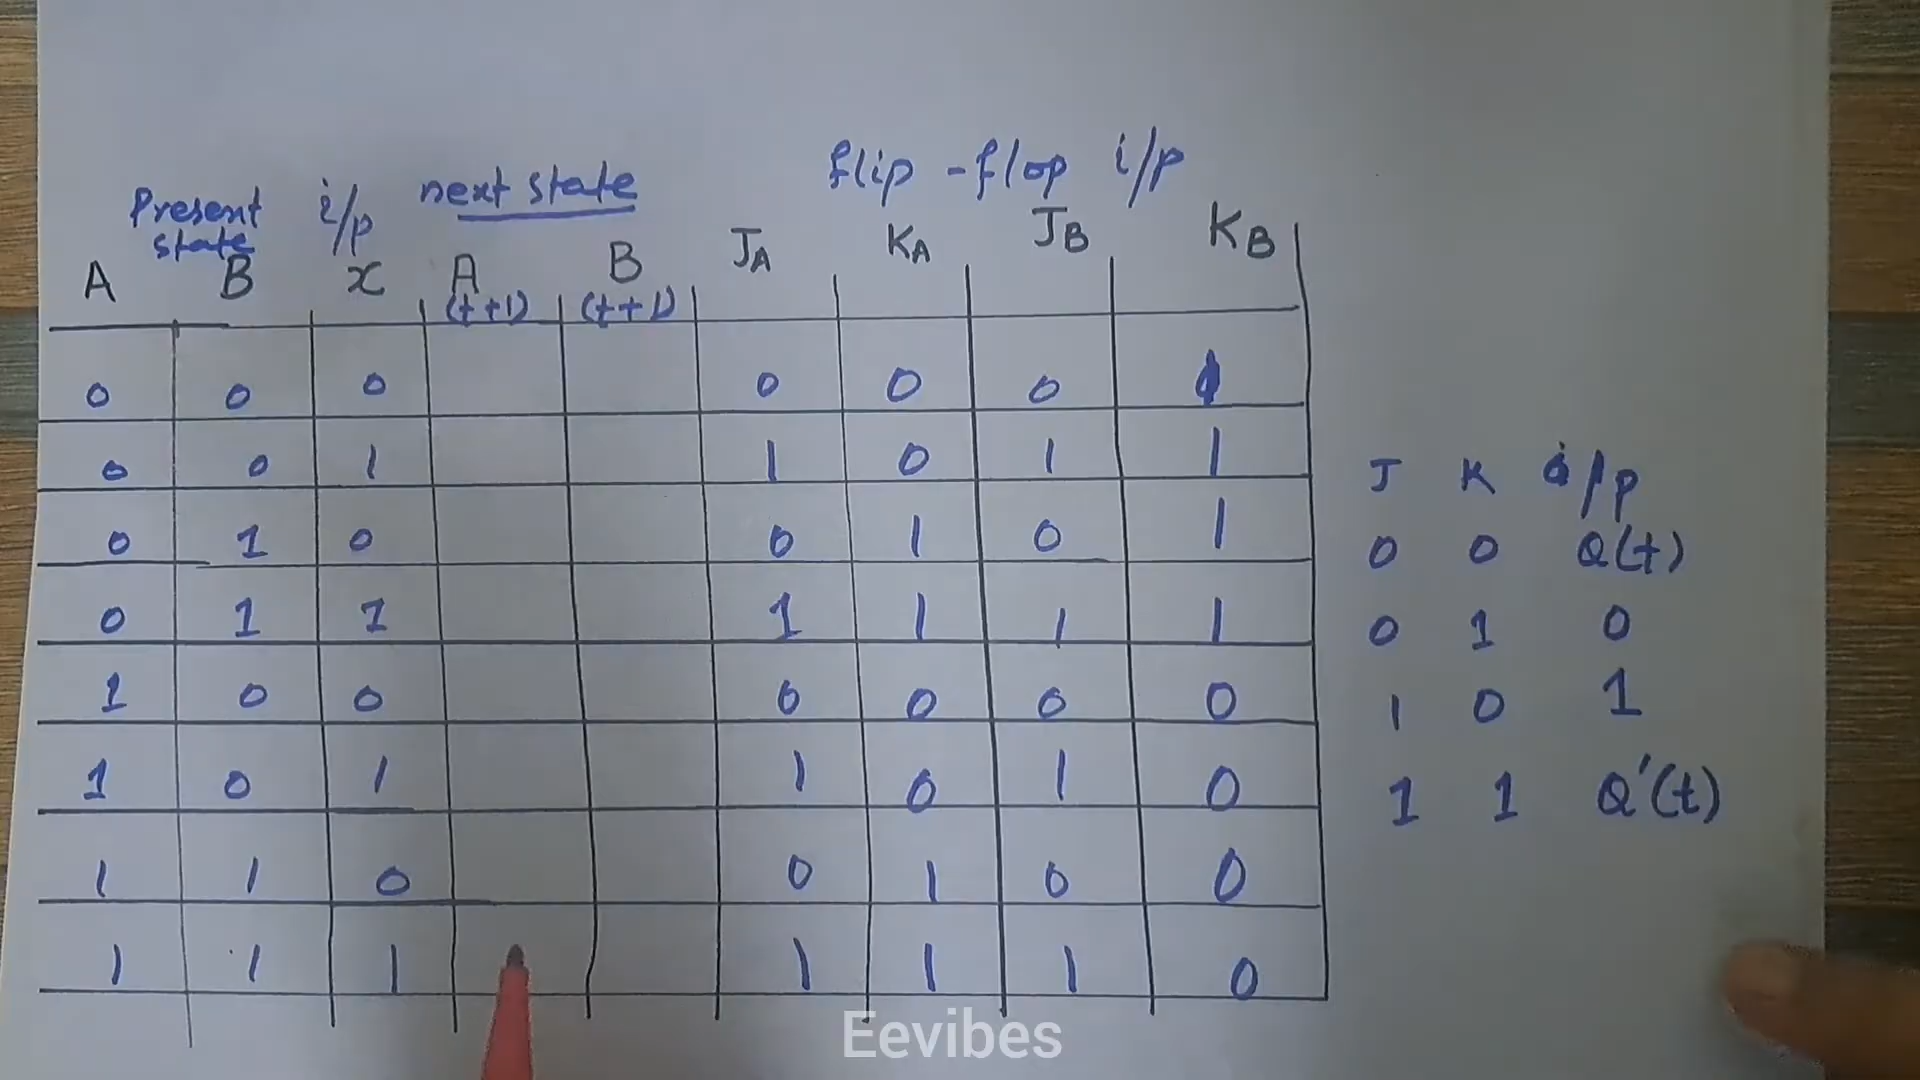 flip-flop i/p
Present state i/p next state
A B x A (t+1) B (t+1) JA KA JB KB
0 0 0 0 0 0 1
0 0 1 1 0 1 1
0 1 0 0 1 0 1
0 1 1 1 1 1 1
1 0 0 0 0 0 0
1 0 1 1 0 1 0
1 1 0 0 1 0 0
1 1 1 1 1 1 0
J K /p
0 0 Q(t)
0 1 0
1 0 1
1 1 Q'(t)
Eevibes